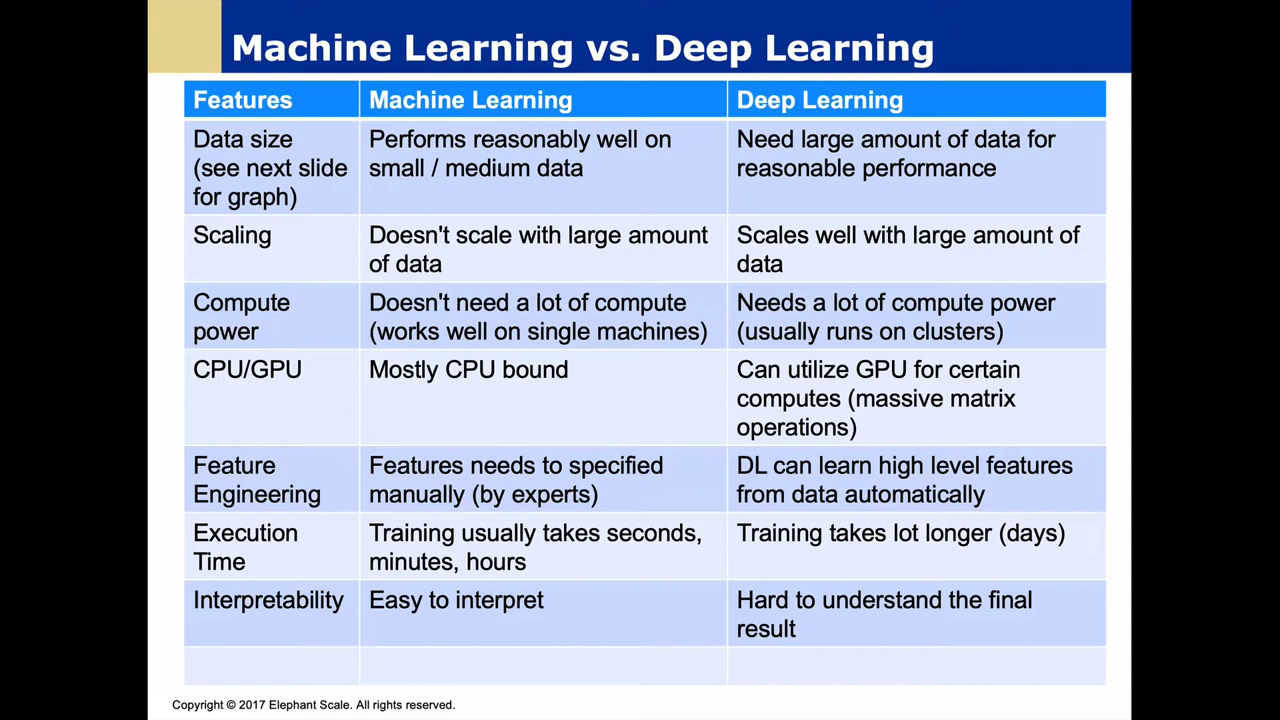 Machine Learning vs. Deep Learning
Features
Machine Learning
Deep Learning
Data size
(see next slide
for graph)
Performs reasonably well on
small / medium data
Need large amount of data for
reasonable performance
Scaling
Doesn't scale with large amount
of data
Scales well with large amount of
data
Compute
power
Doesn't need a lot of compute
(works well on single machines)
Needs a lot of compute power
(usually runs on clusters)
CPU/GPU
Mostly CPU bound
Can utilize GPU for certain
computes (massive matrix
operations)
Feature
Engineering
Features needs to specified
manually (by experts)
DL can learn high level features
from data automatically
Execution
Time
Training usually takes seconds,
minutes, hours
Training takes lot longer (days)
Interpretability
Easy to interpret
Hard to understand the final
result
Copyright © 2017 Elephant Scale. All rights reserved.